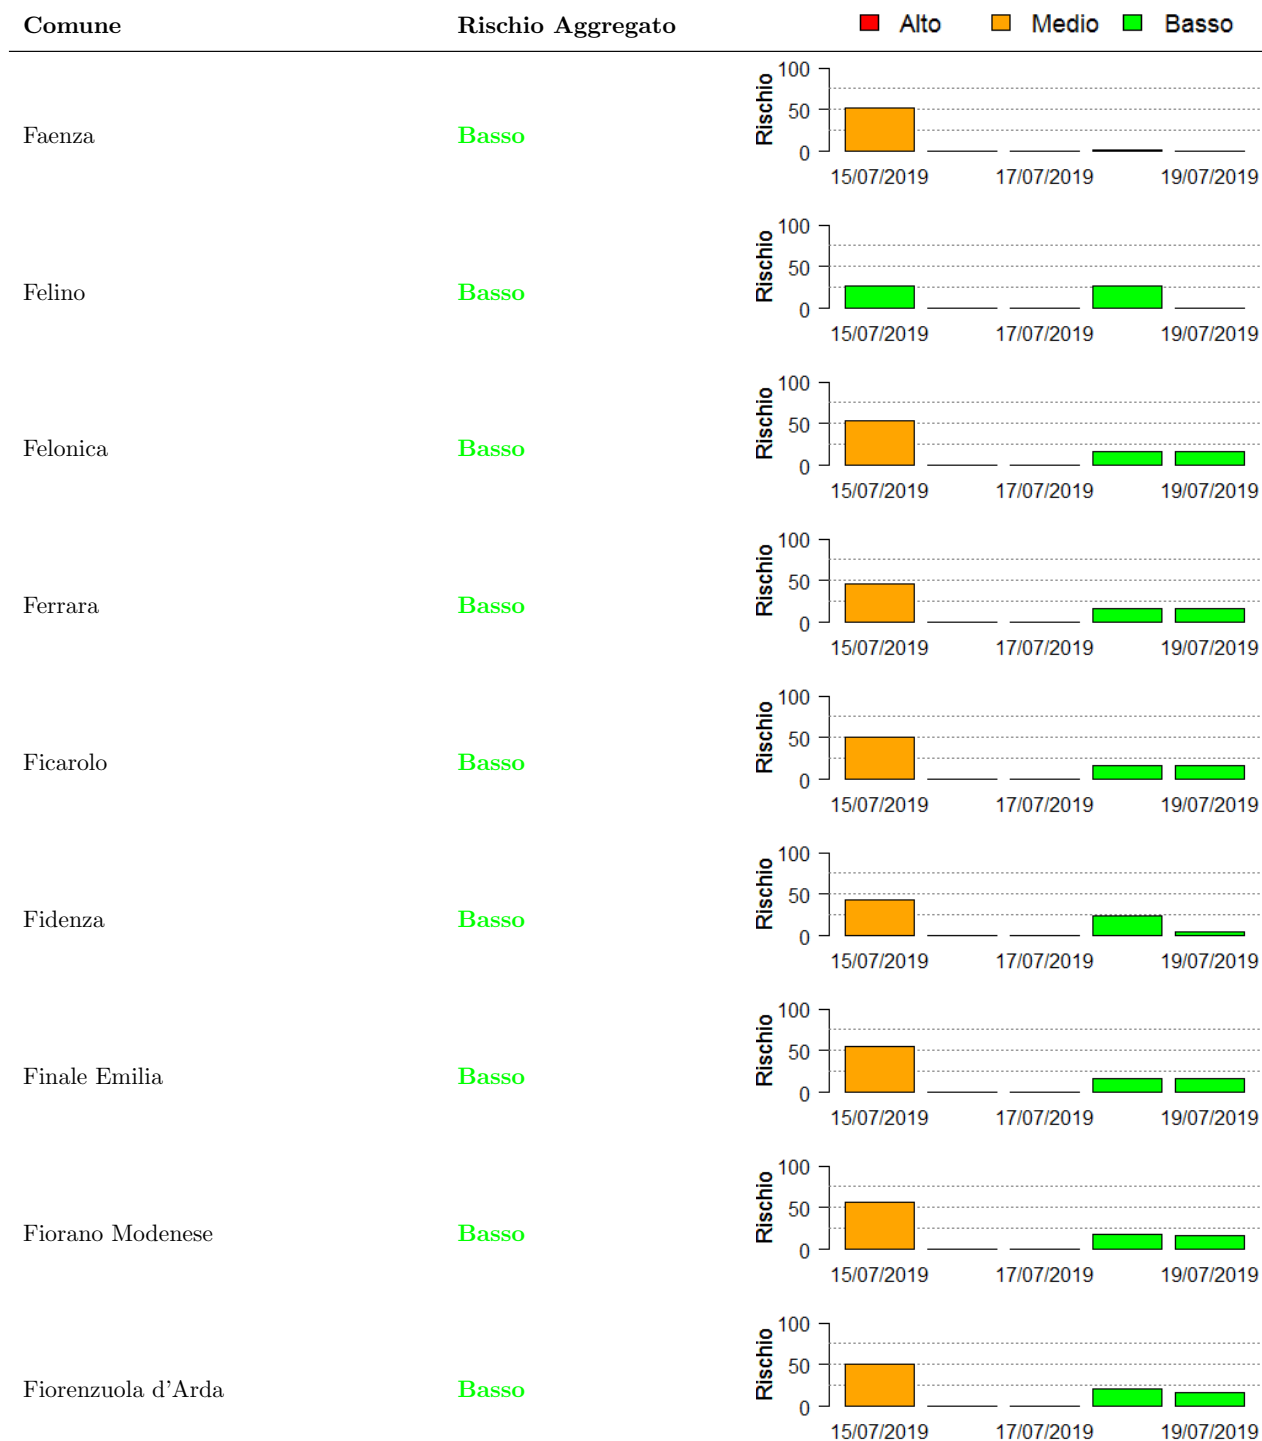 Comune Rischio Aggregato Alto Medio Basso
100
50
0
Rischio
Faenza Basso
15/07/2019 17/07/2019 19/07/2019
100
50
0
Rischio
Felino Basso
15/07/2019 17/07/2019 19/07/2019
100
50
0
Rischio
Felonica Basso
15/07/2019 17/07/2019 19/07/2019
100
50
0
Rischio
Ferrara Basso
15/07/2019 17/07/2019 19/07/2019
100
50
0
Rischio
Ficarolo Basso
15/07/2019 17/07/2019 19/07/2019
100
50
0
Rischio
Fidenza Basso
15/07/2019 17/07/2019 19/07/2019
100
50
0
Rischio
Finale Emilia Basso
15/07/2019 17/07/2019 19/07/2019
100
50
0
Rischio
Fiorano Modenese Basso
15/07/2019 17/07/2019 19/07/2019
100
50
0
Rischio
Fiorenzuola d'Arda Basso
15/07/2019 17/07/2019 19/07/2019